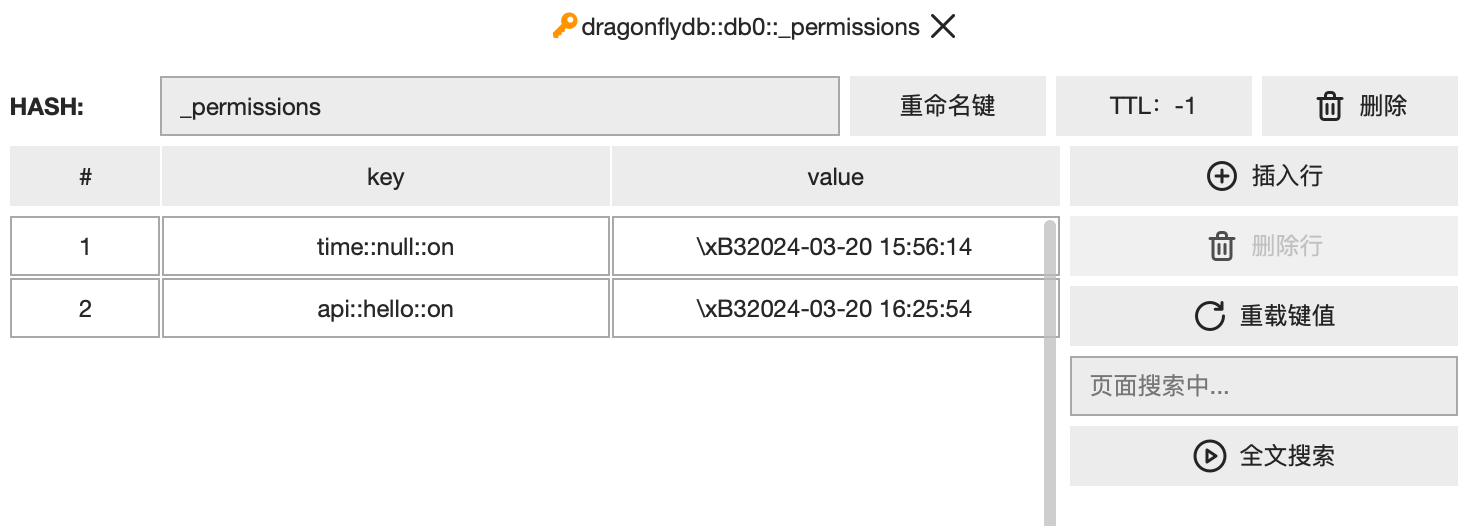 dragonflydb::db0::_permissions
HASH: _permissions 重命名键 TTL：-1 删除
# key value 插入行
1 time::null::on \xB32024-03-20 15:56:14 删除行
2 api::hello::on \xB32024-03-20 16:25:54 重载键值
页面搜索中...
全文搜索